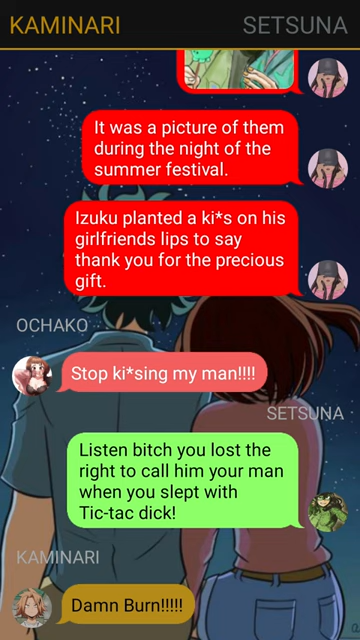 KAMINARI
SETSUNA
It was a picture of them
during the night of the
summer festival.
Izuku planted a ki*s on his
girlfriends lips to say
thank you for the precious
gift.
OCHAKO
Stop ki*sing my man!!!!
SETSUNA
Listen bitch you lost the
right to call him your man
when you slept with
Tic-tac dick!
KAMINARI
Damn Burn!!!!!